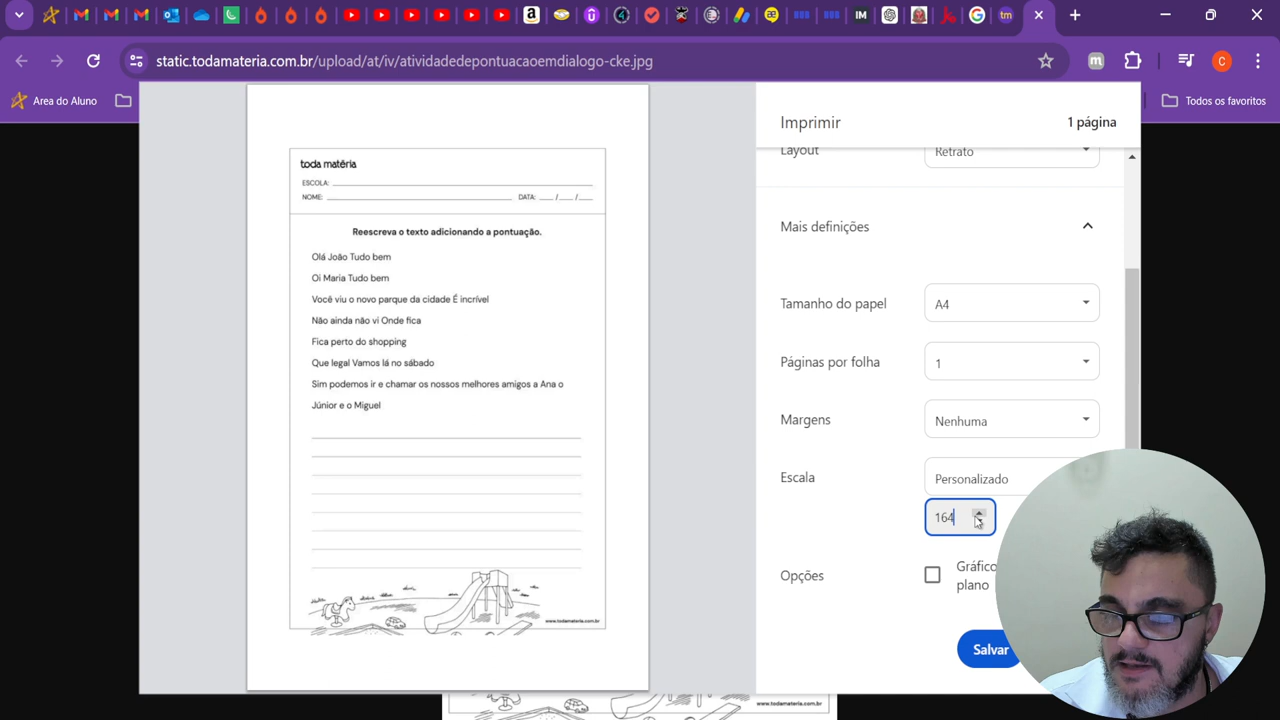 static.todamateria.com.br/upload/at/iv/atividadedepontuacaoemdialogo-cke.jpg
Area do Aluno
Todos os favoritos
toda matéria
ESCOLA:
NOME: DATA: / /
Reescreva o texto adicionando a pontuação.
Olá João Tudo bem
Oi Maria Tudo bem
Você viu o novo parque da cidade É incrível
Não ainda não vi Onde fica
Fica perto do shopping
Que legal Vamos lá no sábado
Sim podemos ir e chamar os nossos melhores amigos a Ana o
Júnior e o Miguel
www.todamateria.com.br
www.todamateria.com.br
Imprimir 1 página
Layout Retrato
Mais definições
Tamanho do papel A4
Páginas por folha 1
Margens Nenhuma
Escala Personalizado
164
Opções Gráfico
plano
Salvar